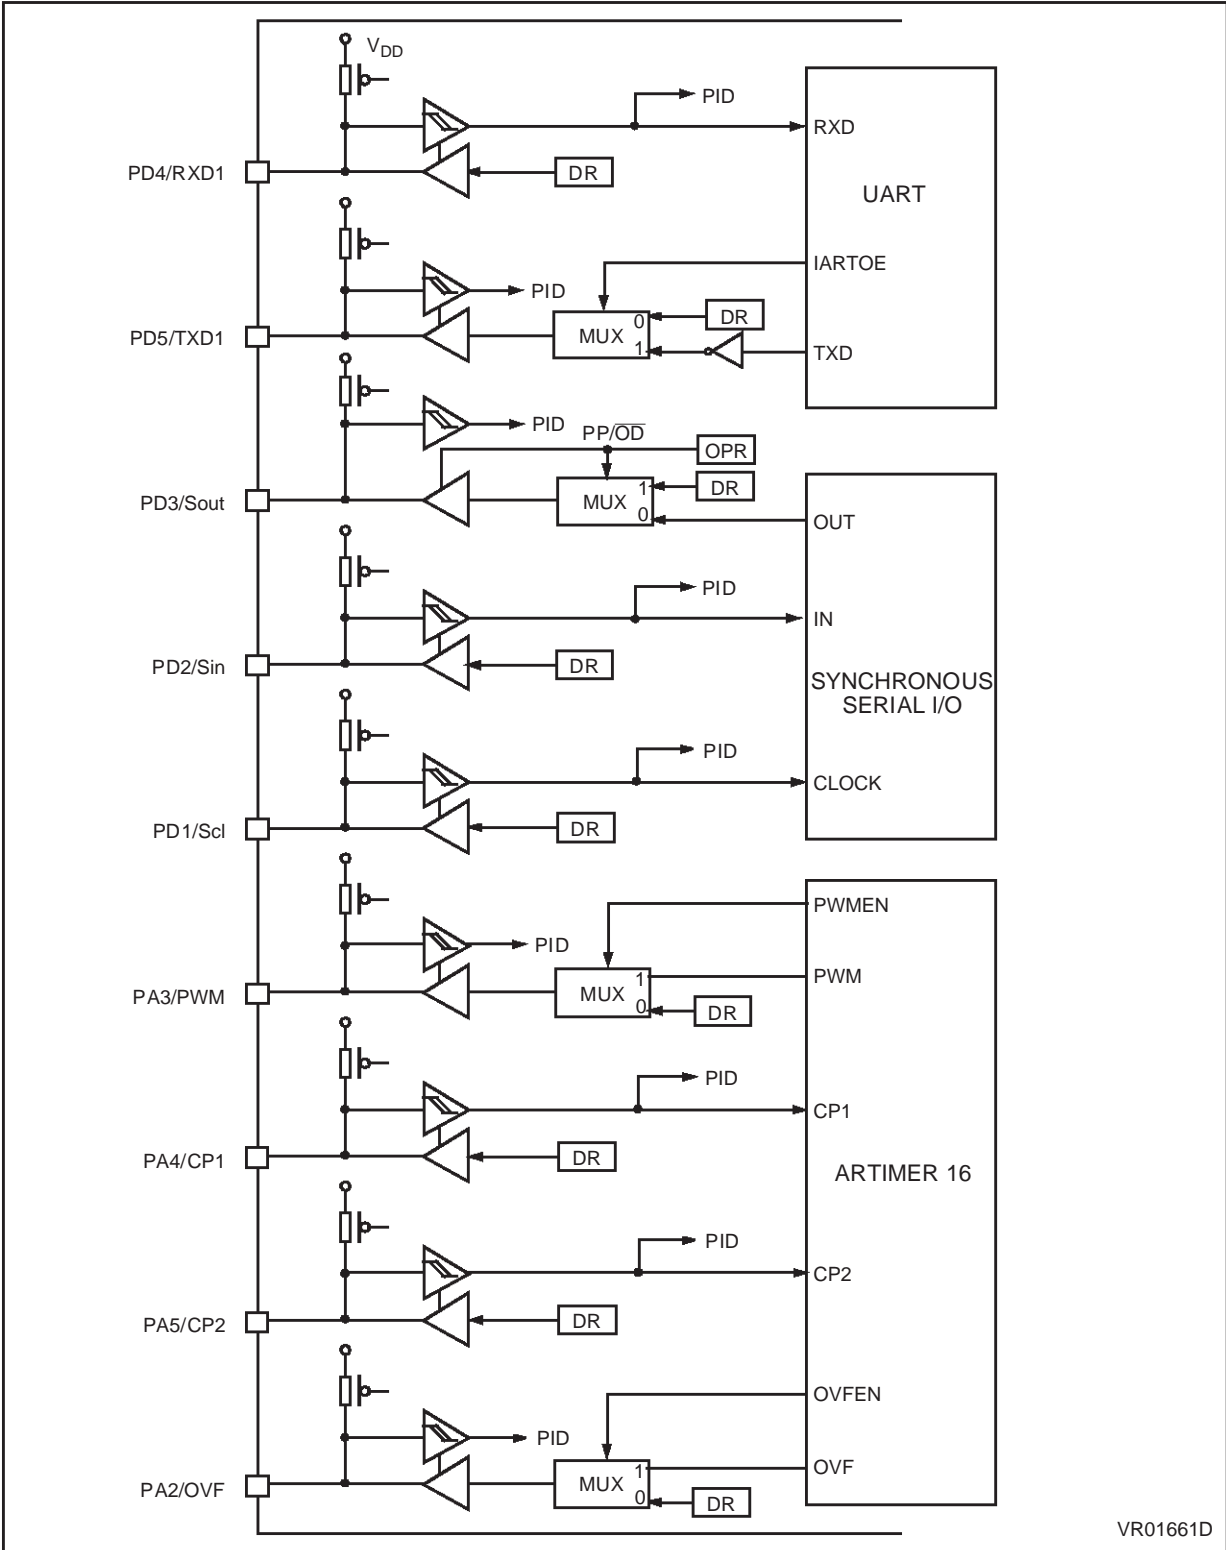 VDD
PID
RXD
PD4/RXD1
DR
UART
IARTOE
PID
DR
0
MUX
PD5/TXD1
1
TXD
PID
PP/OD
OPR
DR
1
MUX
PD3/Sout
0
OUT
PID
IN
PD2/Sin
DR
SYNCHRONOUS
SERIAL I/O
PID
CLOCK
PD1/Scl
DR
PWMEN
PID
1
PWM
MUX
PA3/PWM
0
DR
PID
CP1
PA4/CP1
DR
ARTIMER 16
PID
CP2
PA5/CP2
DR
OVFEN
PID
1
OVF
MUX
PA2/OVF
0
DR
VR01661D